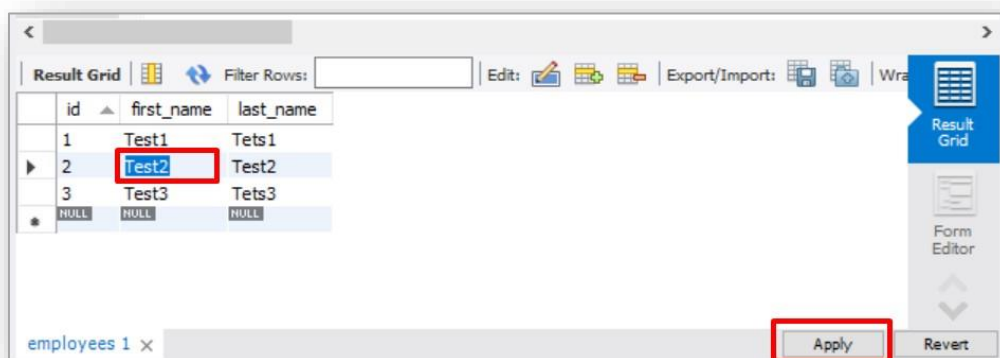 Result Grid Filter Rows: Edit: Export/Import: Wra
Result
Grid
id first_name last_name
1 Test1 Tets1
2 Test2 Test2
3 Test3 Tets3
NULL NULL NULL
Form
Editor
employees 1 Apply Revert